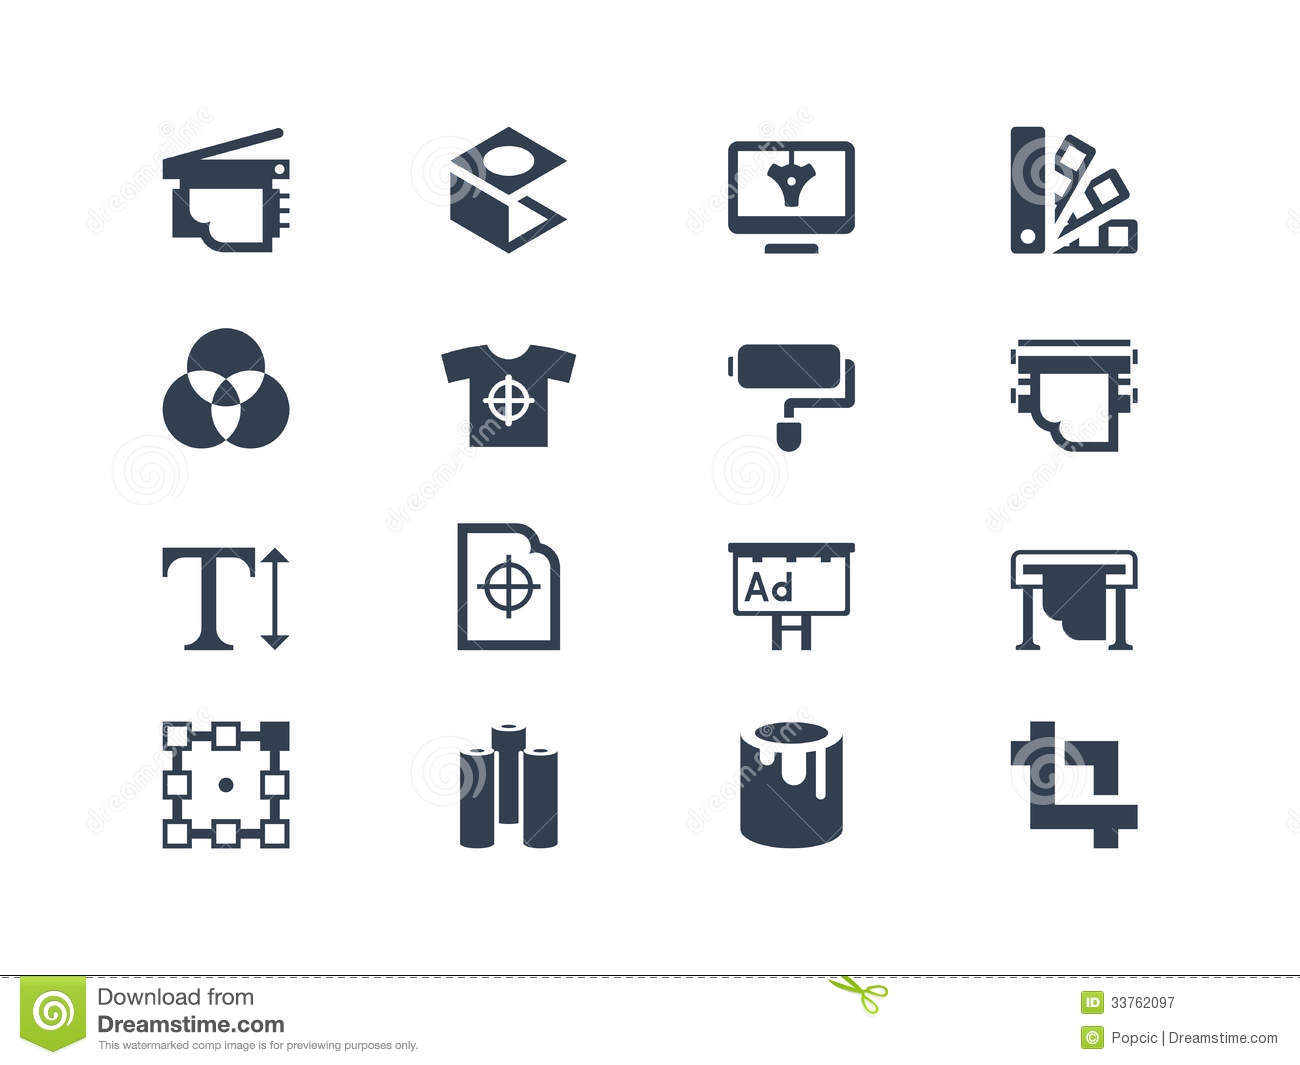 T
Ad
Download from
Dreamstime.com
This watermarked comp image is for previewing purposes only.
ID 33762097
© Popcic | Dreamstime.com